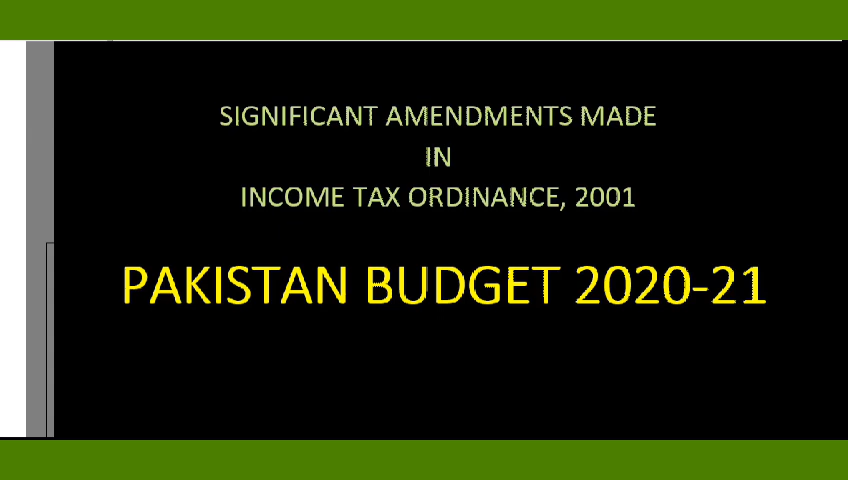 SIGNIFICANT AMENDMENTS MADE
IN
INCOME TAX ORDINANCE, 2001
PAKISTAN BUDGET 2020-21